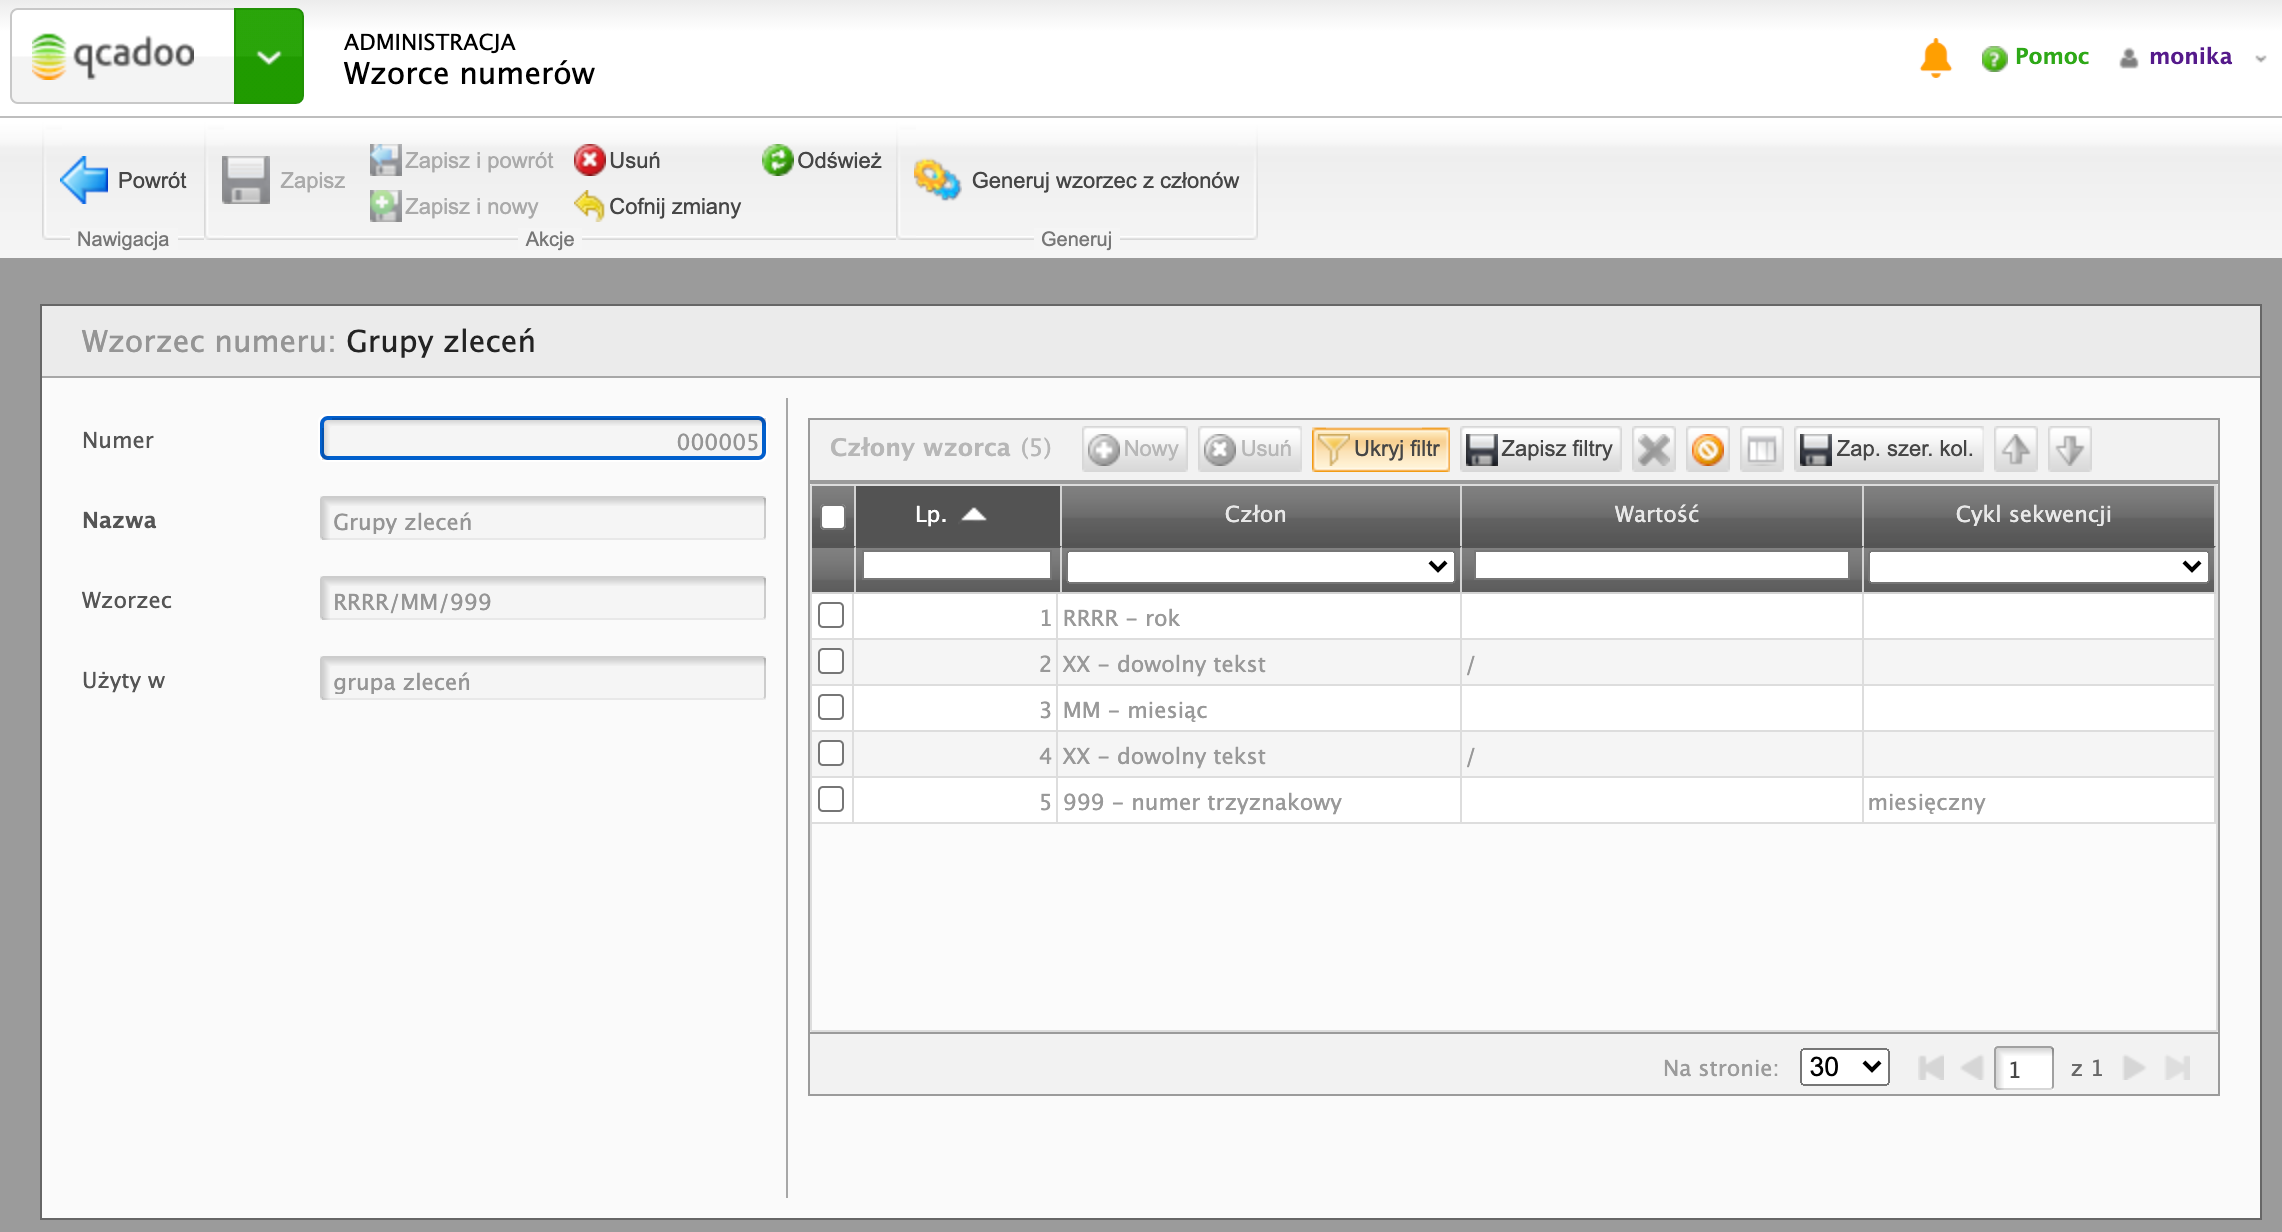 qcadoo
ADMINISTRACJA
Wzorce numerów
Pomoc
monika
Powrót
Zapisz
Zapisz i powrót
Zapisz i nowy
Usuń
Cofnij zmiany
Odśwież
Generuj wzorzec z członów
Nawigacja
Akcje
Generuj
Wzorzec numeru: Grupy zleceń
Numer 000005
Nazwa Grupy zleceń
Wzorzec RRRR/MM/999
Użyty w grupa zleceń
Człony wzorca (5) Nowy Usuń Ukryj filtr Zapisz filtry Zap. szer. kol.
Lp. Człon Wartość Cykl sekwencji
1 RRRR - rok
2 XX - dowolny tekst /
3 MM - miesiąc
4 XX - dowolny tekst /
5 999 - numer trzyznakowy miesięczny
Na stronie: 30 1 z 1